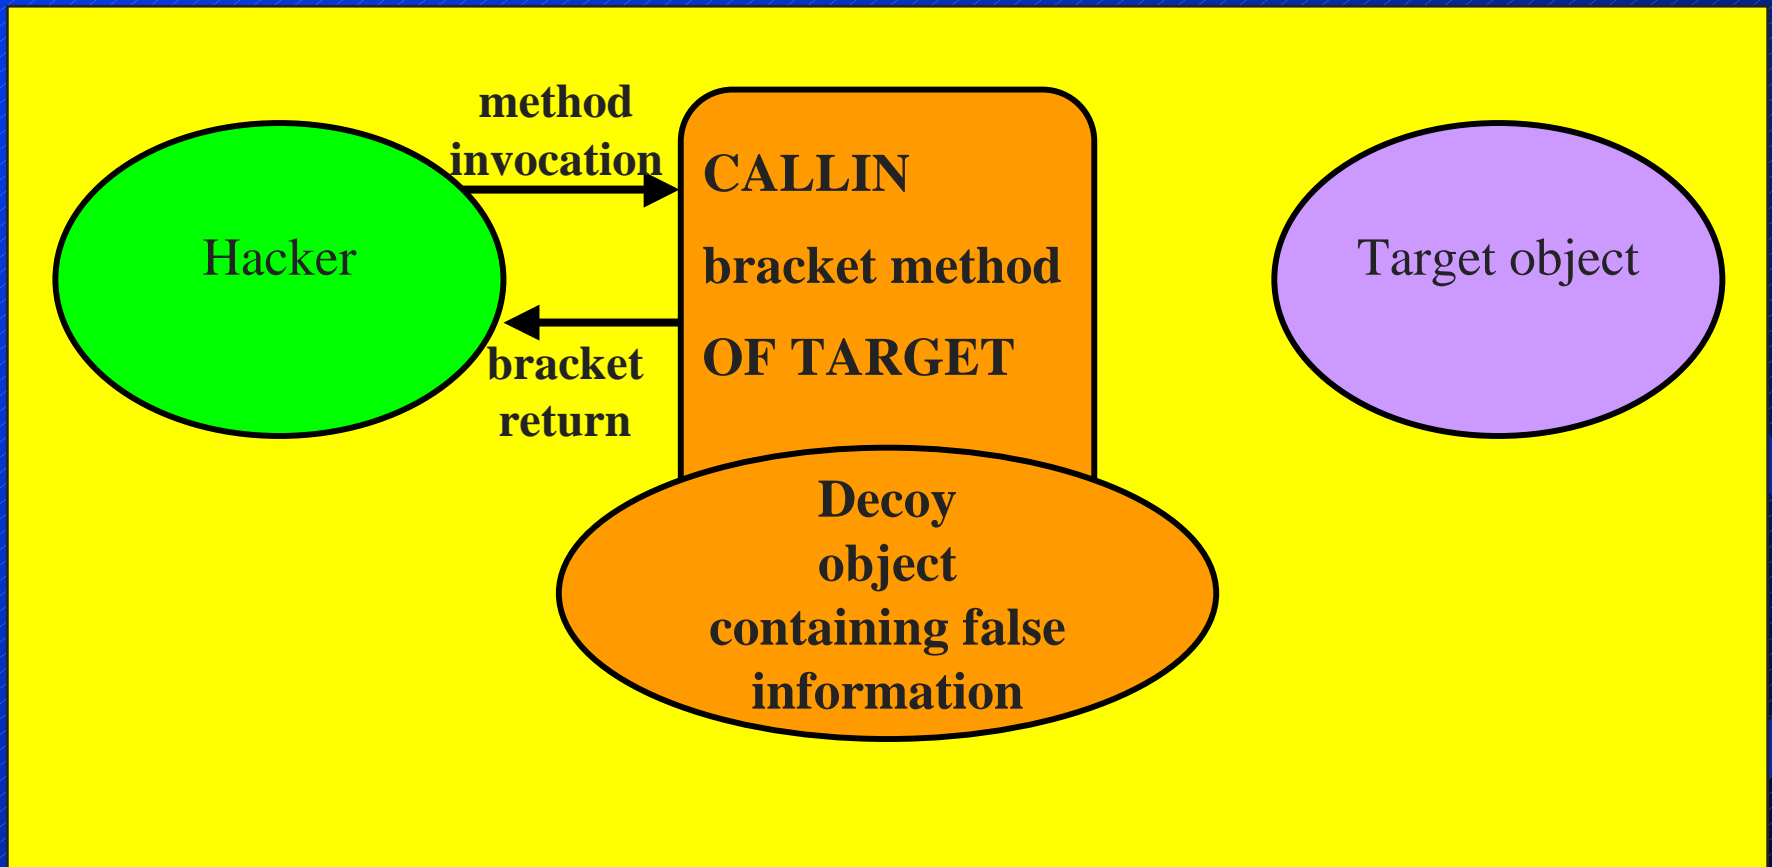 method
invocation
Hacker
bracket
return
CALLIN
bracket method
OF TARGET
Decoy
object
containing false
information
Target object